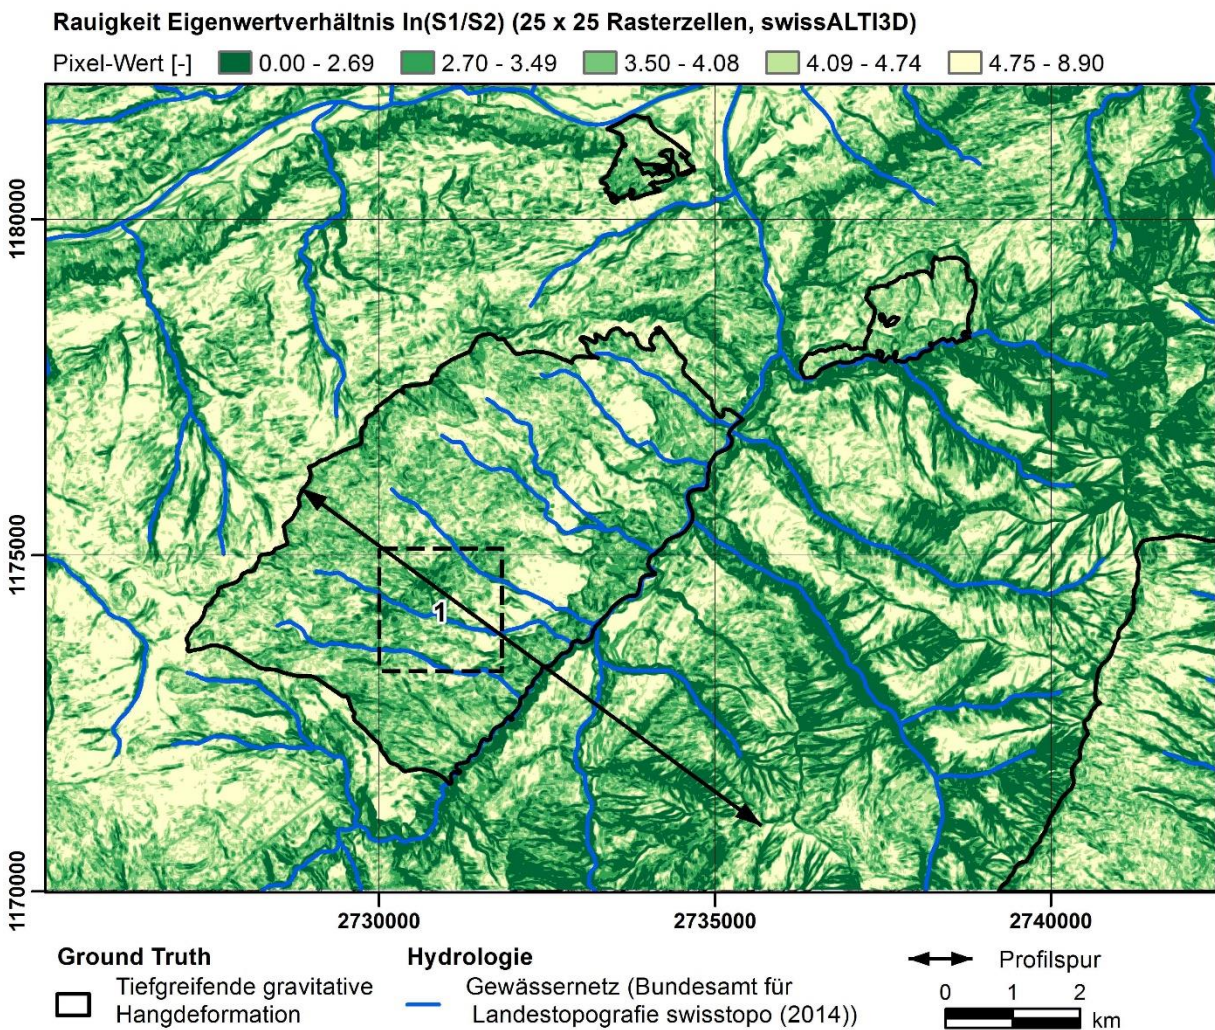 Rauigkeit Eigenwertverhältnis ln(S1/S2) (25 x 25 Rasterzellen, swissALTI3D)
Pixel-Wert [-] 0.00 - 2.69 2.70 - 3.49 3.50 - 4.08 4.09 - 4.74 4.75 - 8.90
1180000
1175000
1
1170000
2730000 2735000 2740000
Ground Truth
Tiefgreifende gravitative
Hangdeformation
Hydrologie
Gewässernetz (Bundesamt für
Landestopografie swisstopo (2014))
Profilspur
0 1 2
km